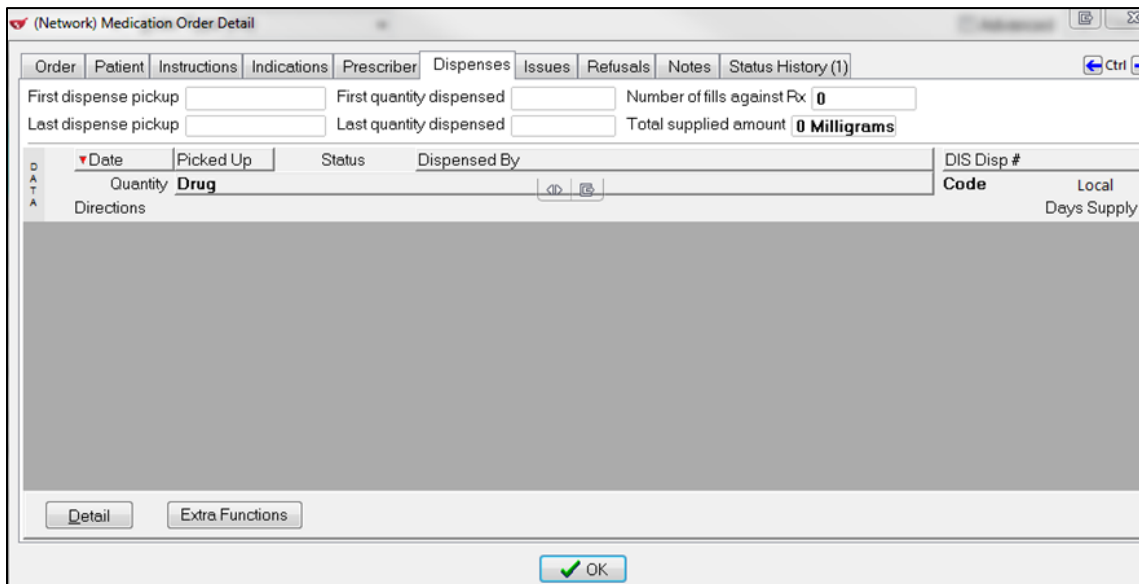 (Network) Medication Order Detail
Order Patient Instructions Indications Prescriber Dispenses Issues Refusals Notes Status History (1) Ctrl
First dispense pickup First quantity dispensed Number of fills against Rx 0
Last dispense pickup Last quantity dispensed Total supplied amount 0 Milligrams
DATA
Date Picked Up Status Dispensed By DIS Disp #
Quantity Drug Code Local
Directions Days Supply
Detail Extra Functions
OK